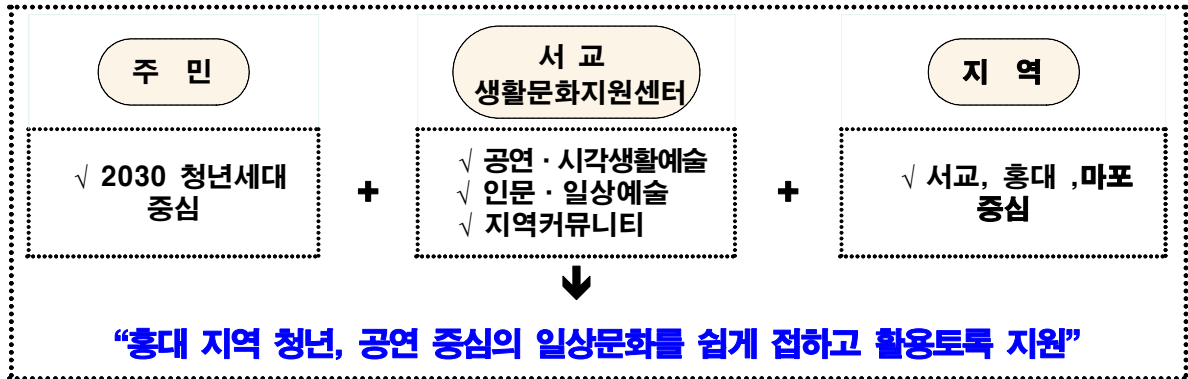 주 민
서 교
생활문화지원센터
지 역
√ 2030 청년세대
중심
+
√ 공연 · 시각생활예술
√ 인문 · 일상예술
√ 지역커뮤니티
+
√ 서교, 홍대 ,마포
중심
“홍대 지역 청년, 공연 중심의 일상문화를 쉽게 접하고 활용토록 지원”